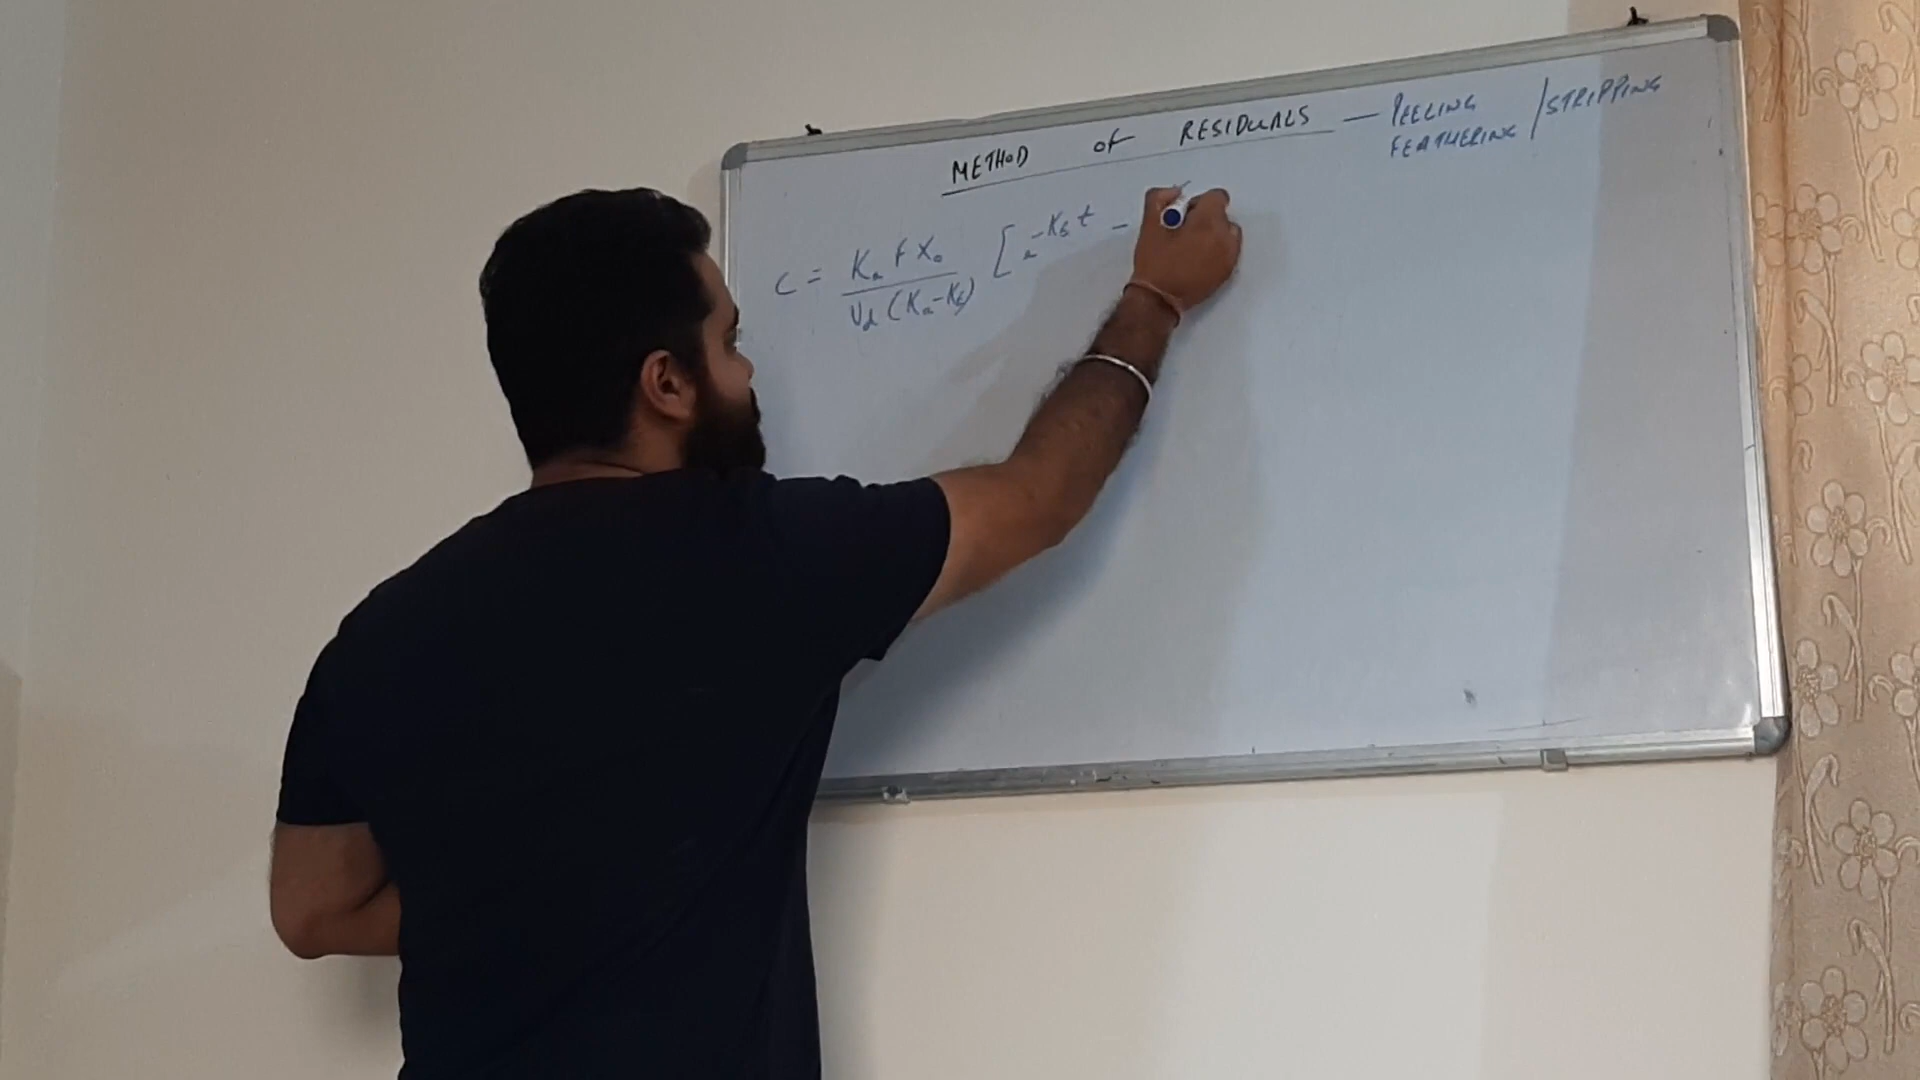 METHOD of RESIDUALS — PEELING
FEATHERING / STRIPPING
C = Ka F X0 / Vd (Ka-KE) [ e -KE t -